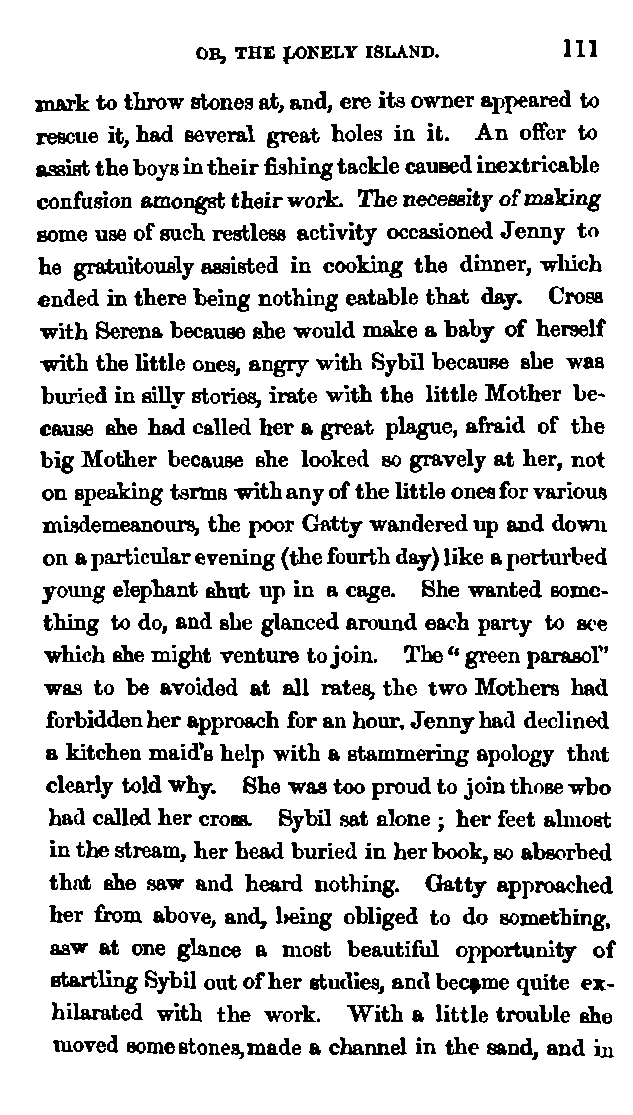 OR, THE LONELY ISLAND. 111
mark to throw stones at, and, ere its owner appeared to
rescue it, had several great holes in it. An offer to
assist the boys in their fishing tackle caused inextricable
confusion amongst their work. The necessity of making
some use of such restless activity occasioned Jenny to
he gratuitously assisted in cooking the dinner, which
ended in there being nothing eatable that day. Cross
with Serena because she would make a baby of herself
with the little ones, angry with Sybil because she was
buried in silly stories, irate with the little Mother be-
cause she had called her a great plague, afraid of the
big Mother because she looked so gravely at her, not
on speaking tsrms with any of the little ones for various
misdemeanours, the poor Gatty wandered up and down
on a particular evening (the fourth day) like a perturbed
young elephant shut up in a cage. She wanted some-
thing to do, and she glanced around each party to see
which she might venture to join. The "green parasol"
was to be avoided at all rates, the two Mothers had
forbidden her approach for an hour, Jenny had declined
a kitchen maid's help with a stammering apology that
clearly told why. She was too proud to join those who
had called her cross. Sybil sat alone; her feet almost
in the stream, her head buried in her book, so absorbed
that she saw and heard nothing. Gatty approached
her from above, and, being obliged to do something,
saw at one glance a most beautiful opportunity of
startling Sybil out of her studies, and became quite ex-
hilarated with the work. With a little trouble she
moved some stones, made a channel in the sand, and in